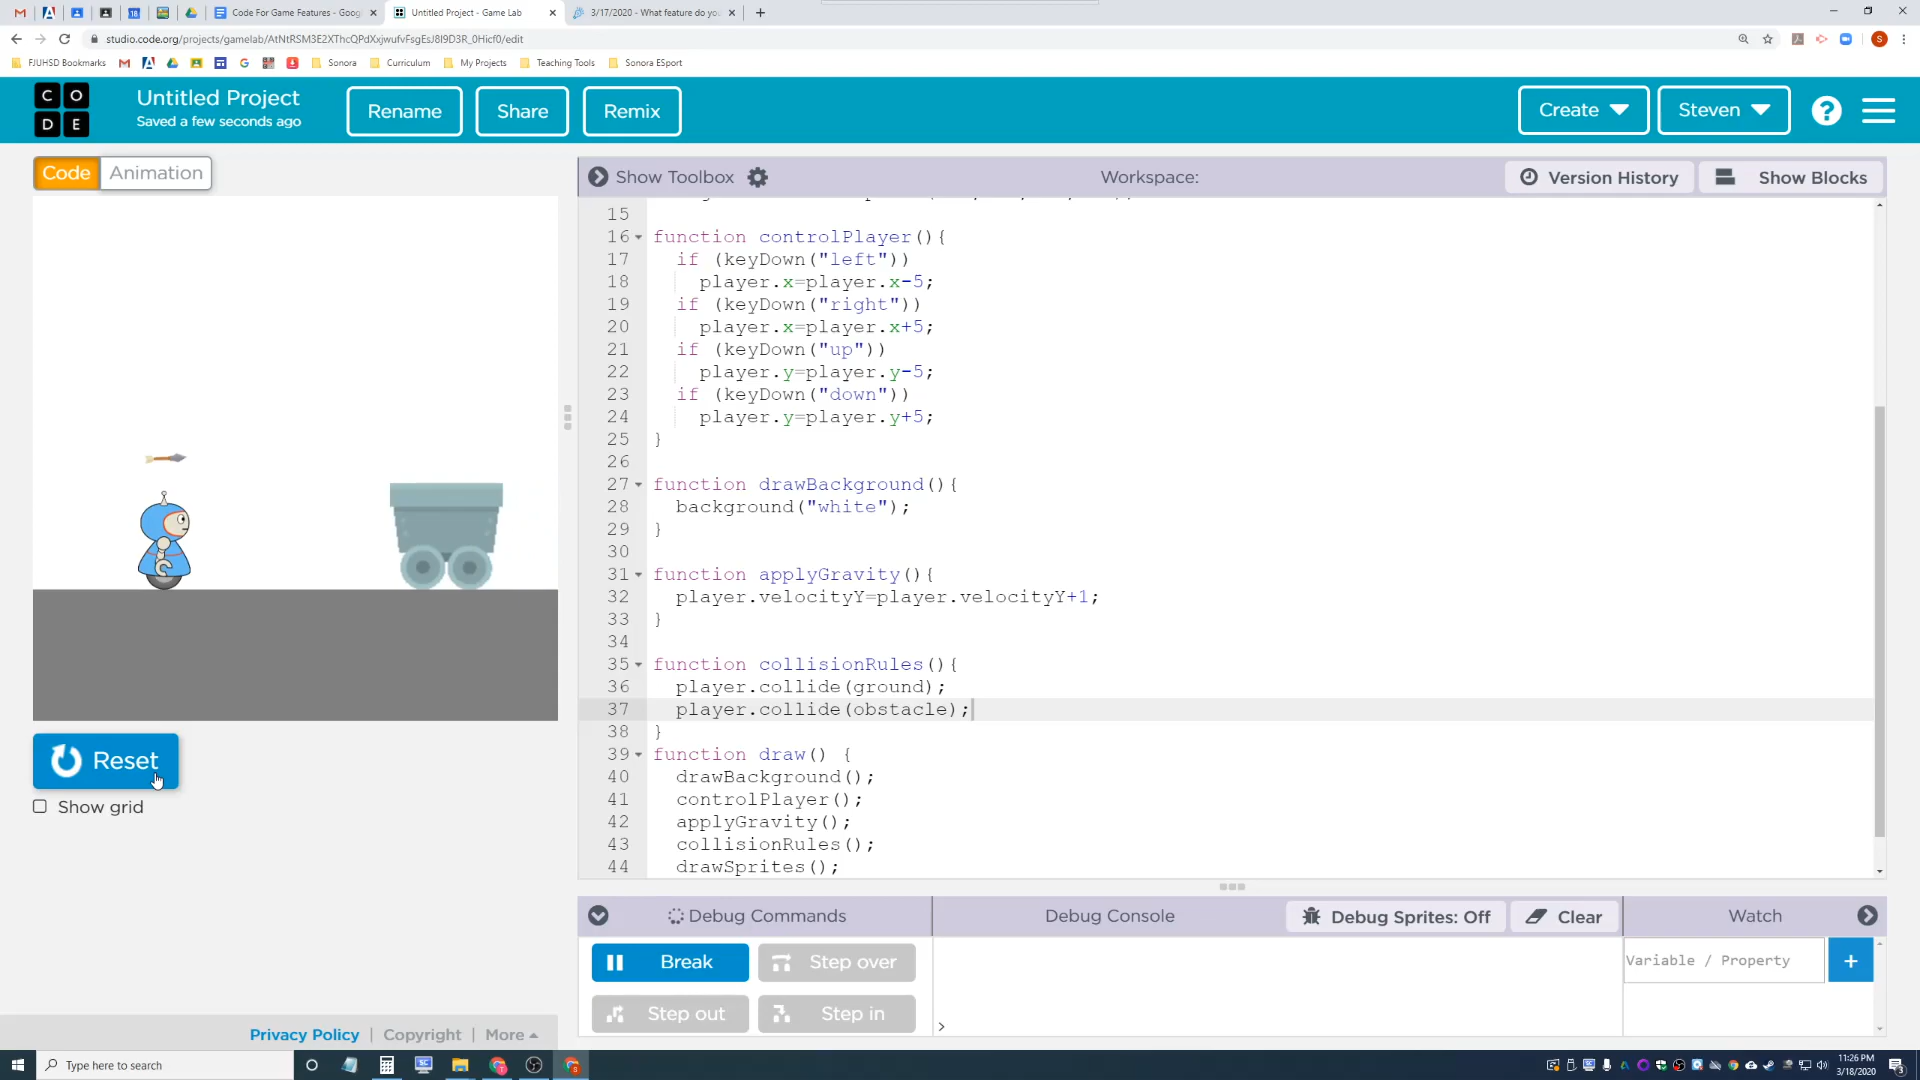 Code For Game Features - Goog
Untitled Project - Game Lab
3/17/2020 - What feature do you
studio.code.org/projects/gamelab/AtNtRSM3E2XThcQPdXxjwufvFsgEsJ8I9D3R_0Hicf0/edit
FJUHSD Bookmarks
Sonora
Curriculum
My Projects
Teaching Tools
Sonora ESport
C O
D E
Untitled Project
Saved a few seconds ago
Rename
Share
Remix
Create
Steven
Code
Animation
Show Toolbox
Workspace:
Version History
Show Blocks
15
16 function controlPlayer(){
17 if (keyDown("left"))
18 player.x=player.x-5;
19 if (keyDown("right"))
20 player.x=player.x+5;
21 if (keyDown("up"))
22 player.y=player.y-5;
23 if (keyDown("down"))
24 player.y=player.y+5;
25 }
26
27 function drawBackground(){
28 background("white");
29 }
30
31 function applyGravity(){
32 player.velocityY=player.velocityY+1;
33 }
34
35 function collisionRules(){
36 player.collide(ground);
37 player.collide(obstacle);
38 }
39 function draw() {
40 drawBackground();
41 controlPlayer();
42 applyGravity();
43 collisionRules();
44 drawSprites();
Reset
Show grid
Debug Commands
Debug Console
Debug Sprites: Off
Clear
Watch
Break
Step over
Step out
Step in
>
Variable / Property
+
Privacy Policy | Copyright | More
Type here to search
11:26 PM
3/18/2020
3